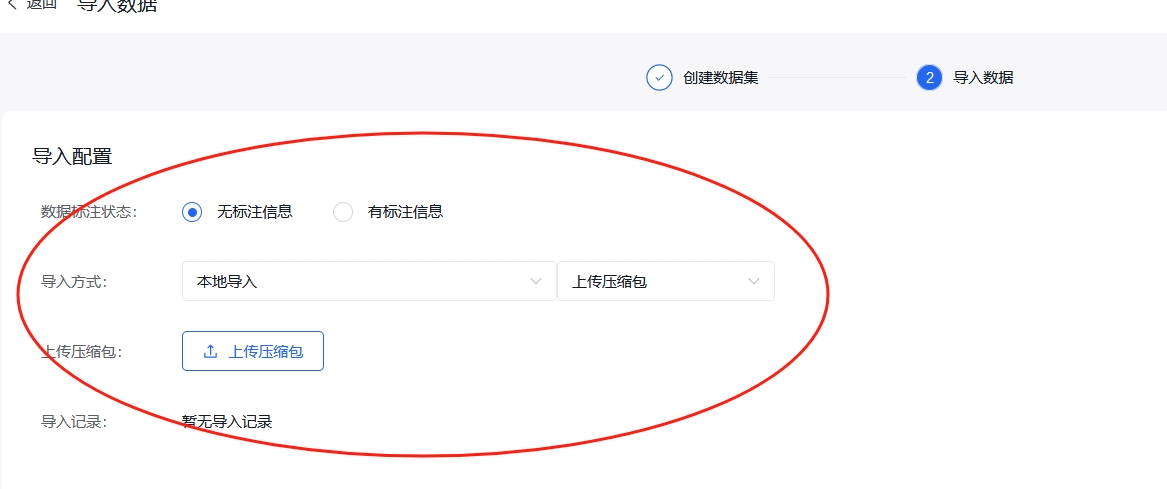 返回 导入数据
创建数据集 2 导入数据
导入配置
数据标注状态： 无标注信息 有标注信息
导入方式： 本地导入 上传压缩包
上传压缩包： 上传压缩包
导入记录： 暂无导入记录